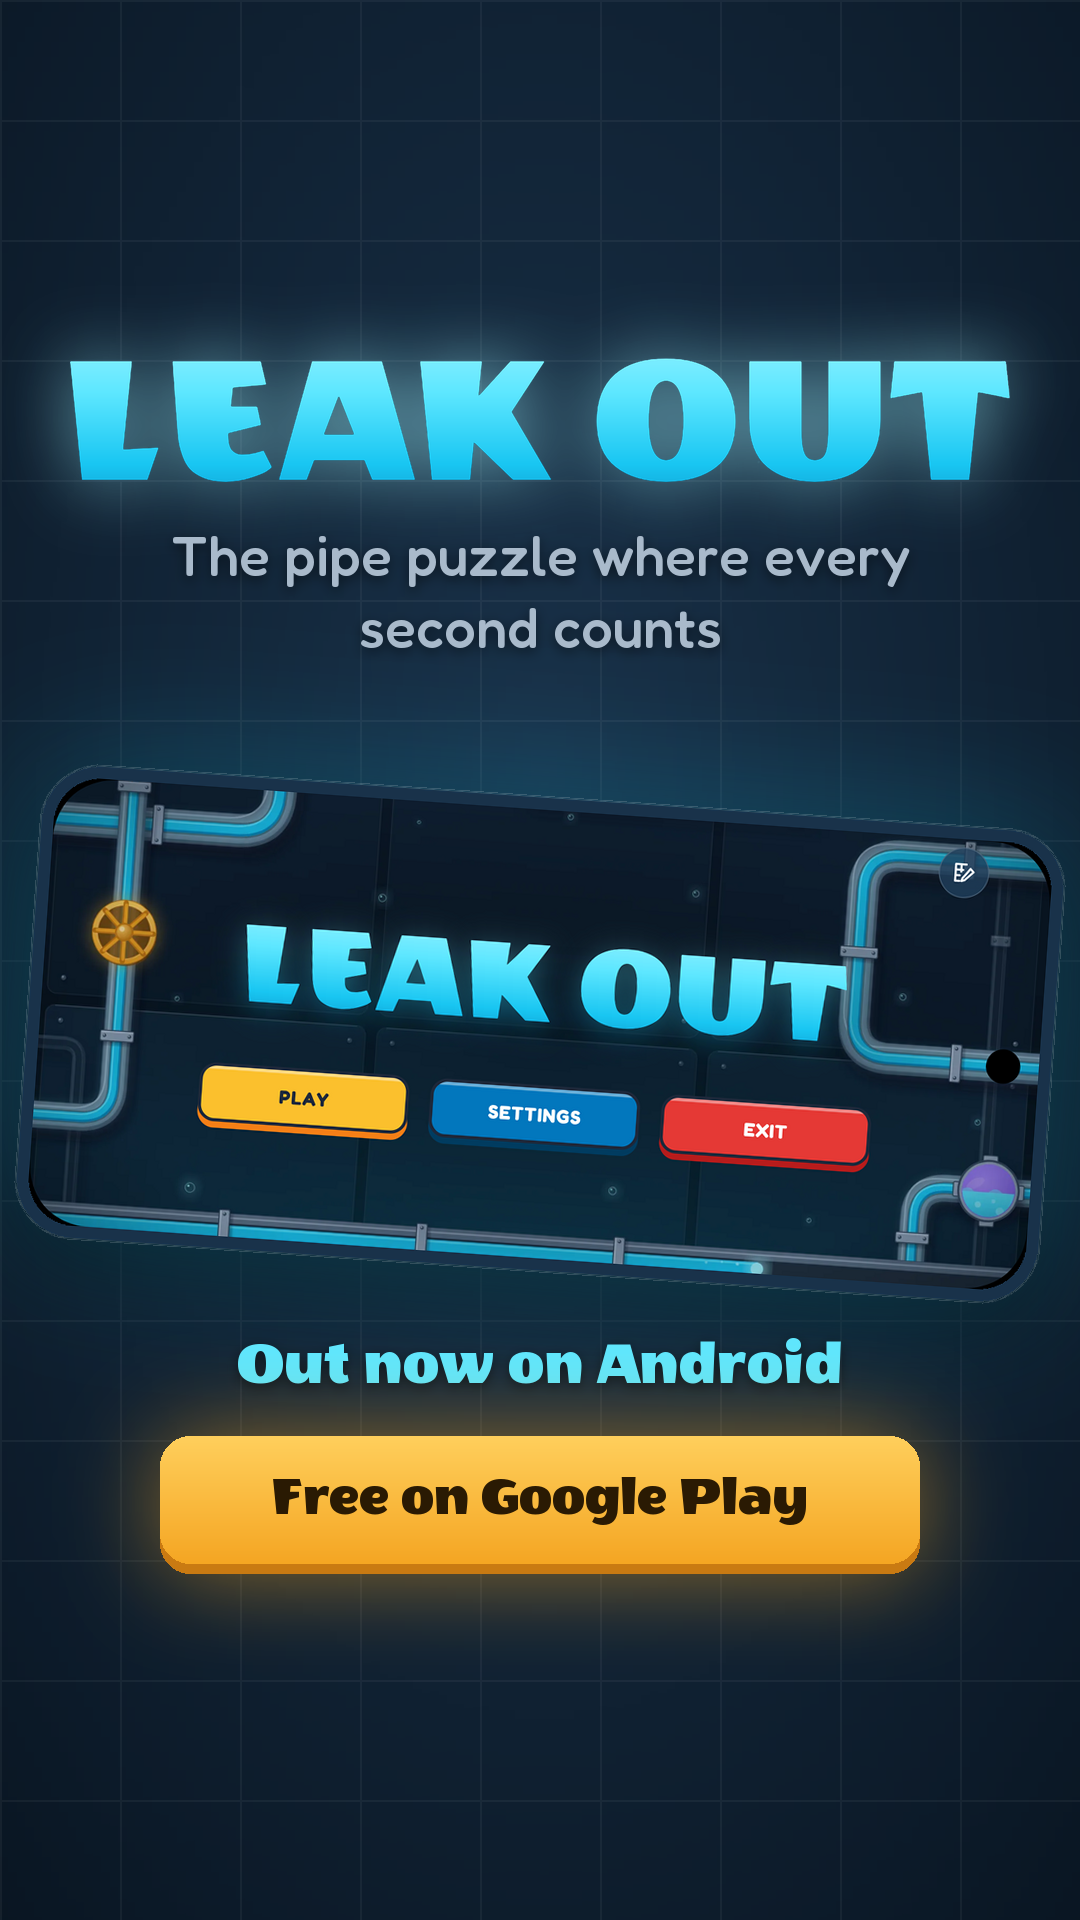 LEAK OUT
The pipe puzzle where every
second counts
LEAK OUT
PLAY
SETTINGS
EXIT
Out now on Android
Free on Google Play